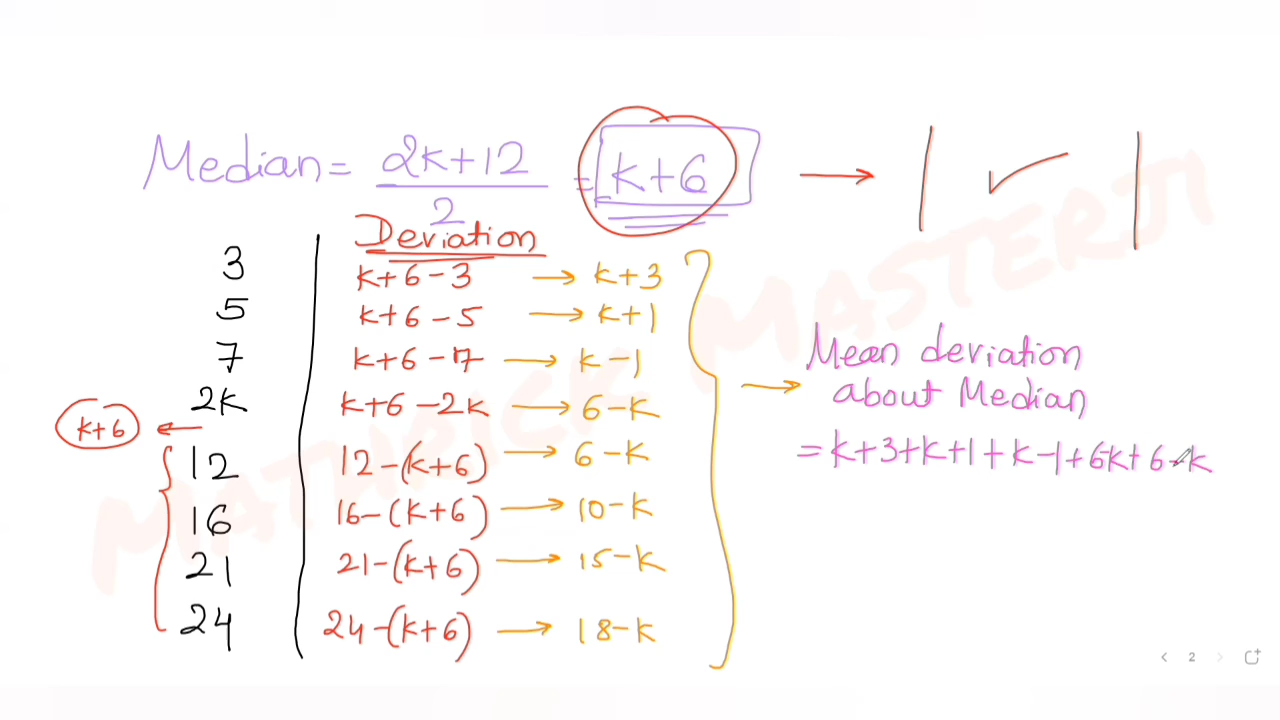 Median = 2k+12 / 2 = k+6 →
Deviation
3 k+6-3 → k+3
5 k+6-5 → k+1
7 k+6-7 → k-1
2k k+6-2k → 6-k
k+6 ←
12 12-(k+6) → 6-k
16 16-(k+6) → 10-k
21 21-(k+6) → 15-k
24 24-(k+6) → 18-k
→ Mean deviation
about Median
= k+3+k+1+k-1+6-k+6-k
MATHRICK MASTERJI
< 2 >